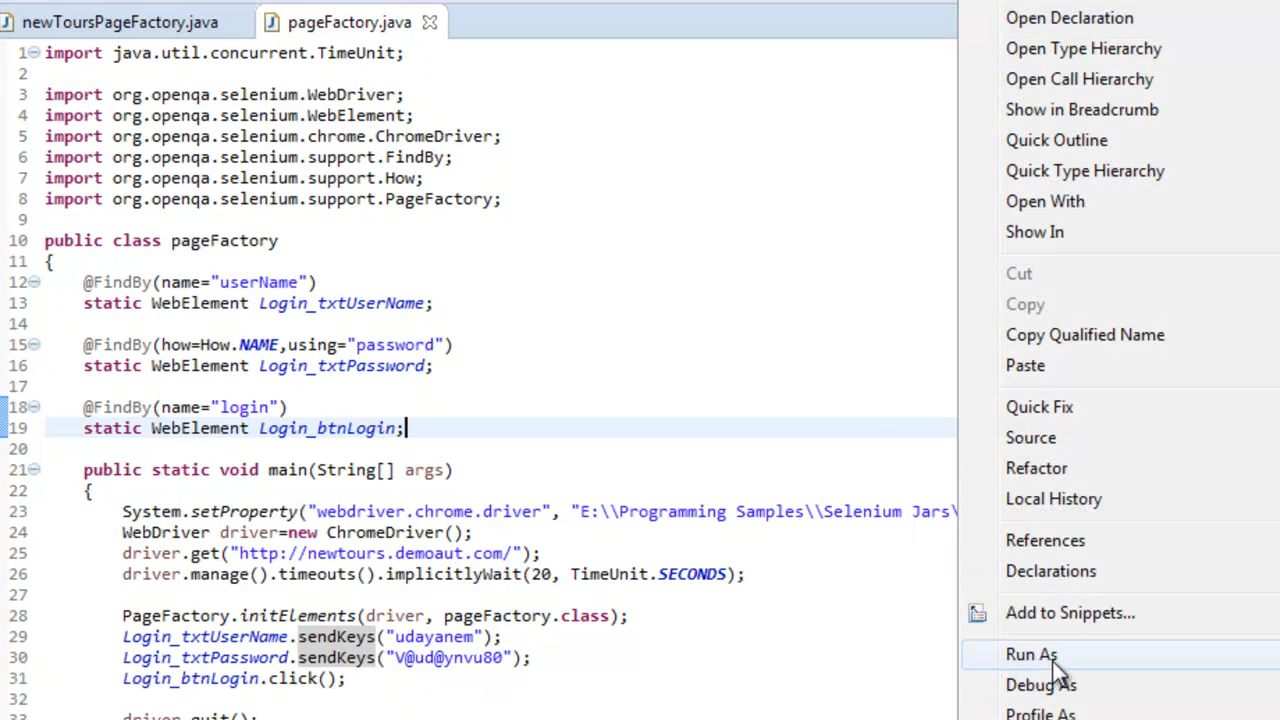 newToursPageFactory.java
pageFactory.java
1 import java.util.concurrent.TimeUnit;
2
3 import org.openqa.selenium.WebDriver;
4 import org.openqa.selenium.WebElement;
5 import org.openqa.selenium.chrome.ChromeDriver;
6 import org.openqa.selenium.support.FindBy;
7 import org.openqa.selenium.support.How;
8 import org.openqa.selenium.support.PageFactory;
9
10 public class pageFactory
11 {
12 @FindBy(name="userName")
13 static WebElement Login_txtUserName;
14
15 @FindBy(how=How.NAME,using="password")
16 static WebElement Login_txtPassword;
17
18 @FindBy(name="login")
19 static WebElement Login_btnLogin;
20
21 public static void main(String[] args)
22 {
23 System.setProperty("webdriver.chrome.driver", "E:\\Programming Samples\\Selenium Jars\
24 WebDriver driver=new ChromeDriver();
25 driver.get("http://newtours.demoaut.com/");
26 driver.manage().timeouts().implicitlyWait(20, TimeUnit.SECONDS);
27
28 PageFactory.initElements(driver, pageFactory.class);
29 Login_txtUserName.sendKeys("udayanem");
30 Login_txtPassword.sendKeys("V@ud@ynvu80");
31 Login_btnLogin.click();
32
driver.quit();
Open Declaration
Open Type Hierarchy
Open Call Hierarchy
Show in Breadcrumb
Quick Outline
Quick Type Hierarchy
Open With
Show In
Cut
Copy
Copy Qualified Name
Paste
Quick Fix
Source
Refactor
Local History
References
Declarations
Add to Snippets...
Run As
Debug As
Profile As